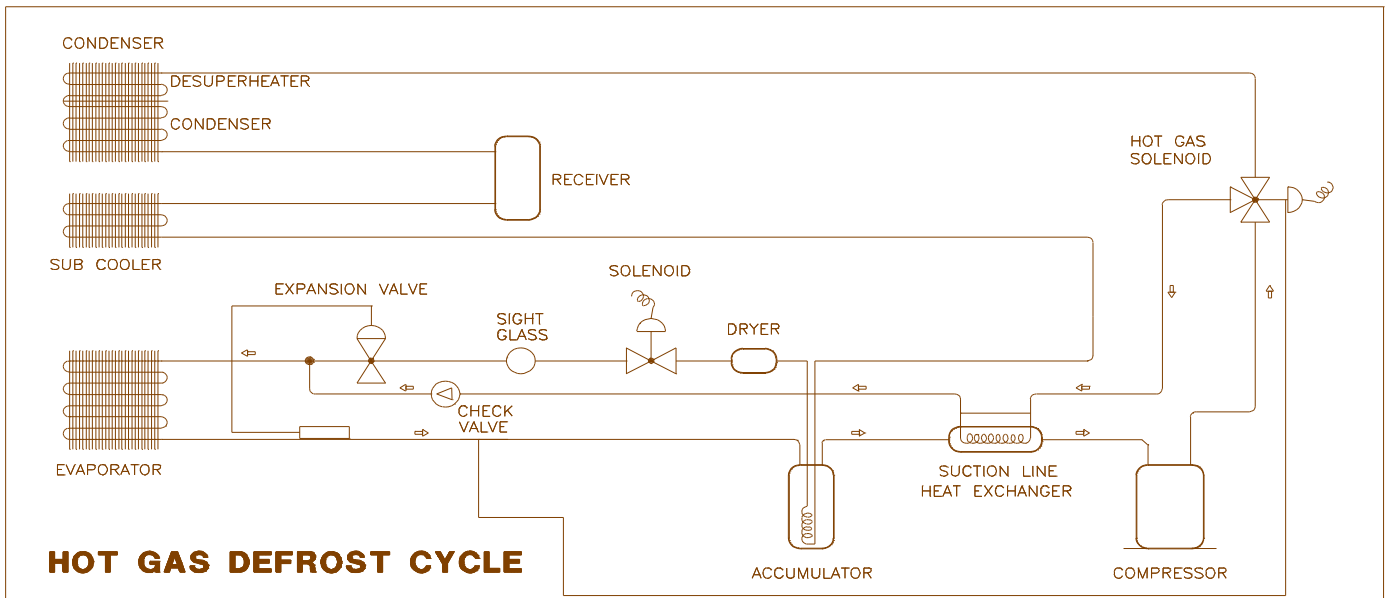 CONDENSER
DESUPERHEATER
CONDENSER
HOT GAS
SOLENOID
RECEIVER
SUB COOLER
SOLENOID
EXPANSION VALVE
SIGHT
GLASS
DRYER
CHECK
VALVE
EVAPORATOR
SUCTION LINE
HEAT EXCHANGER
HOT GAS DEFROST CYCLE
ACCUMULATOR
COMPRESSOR